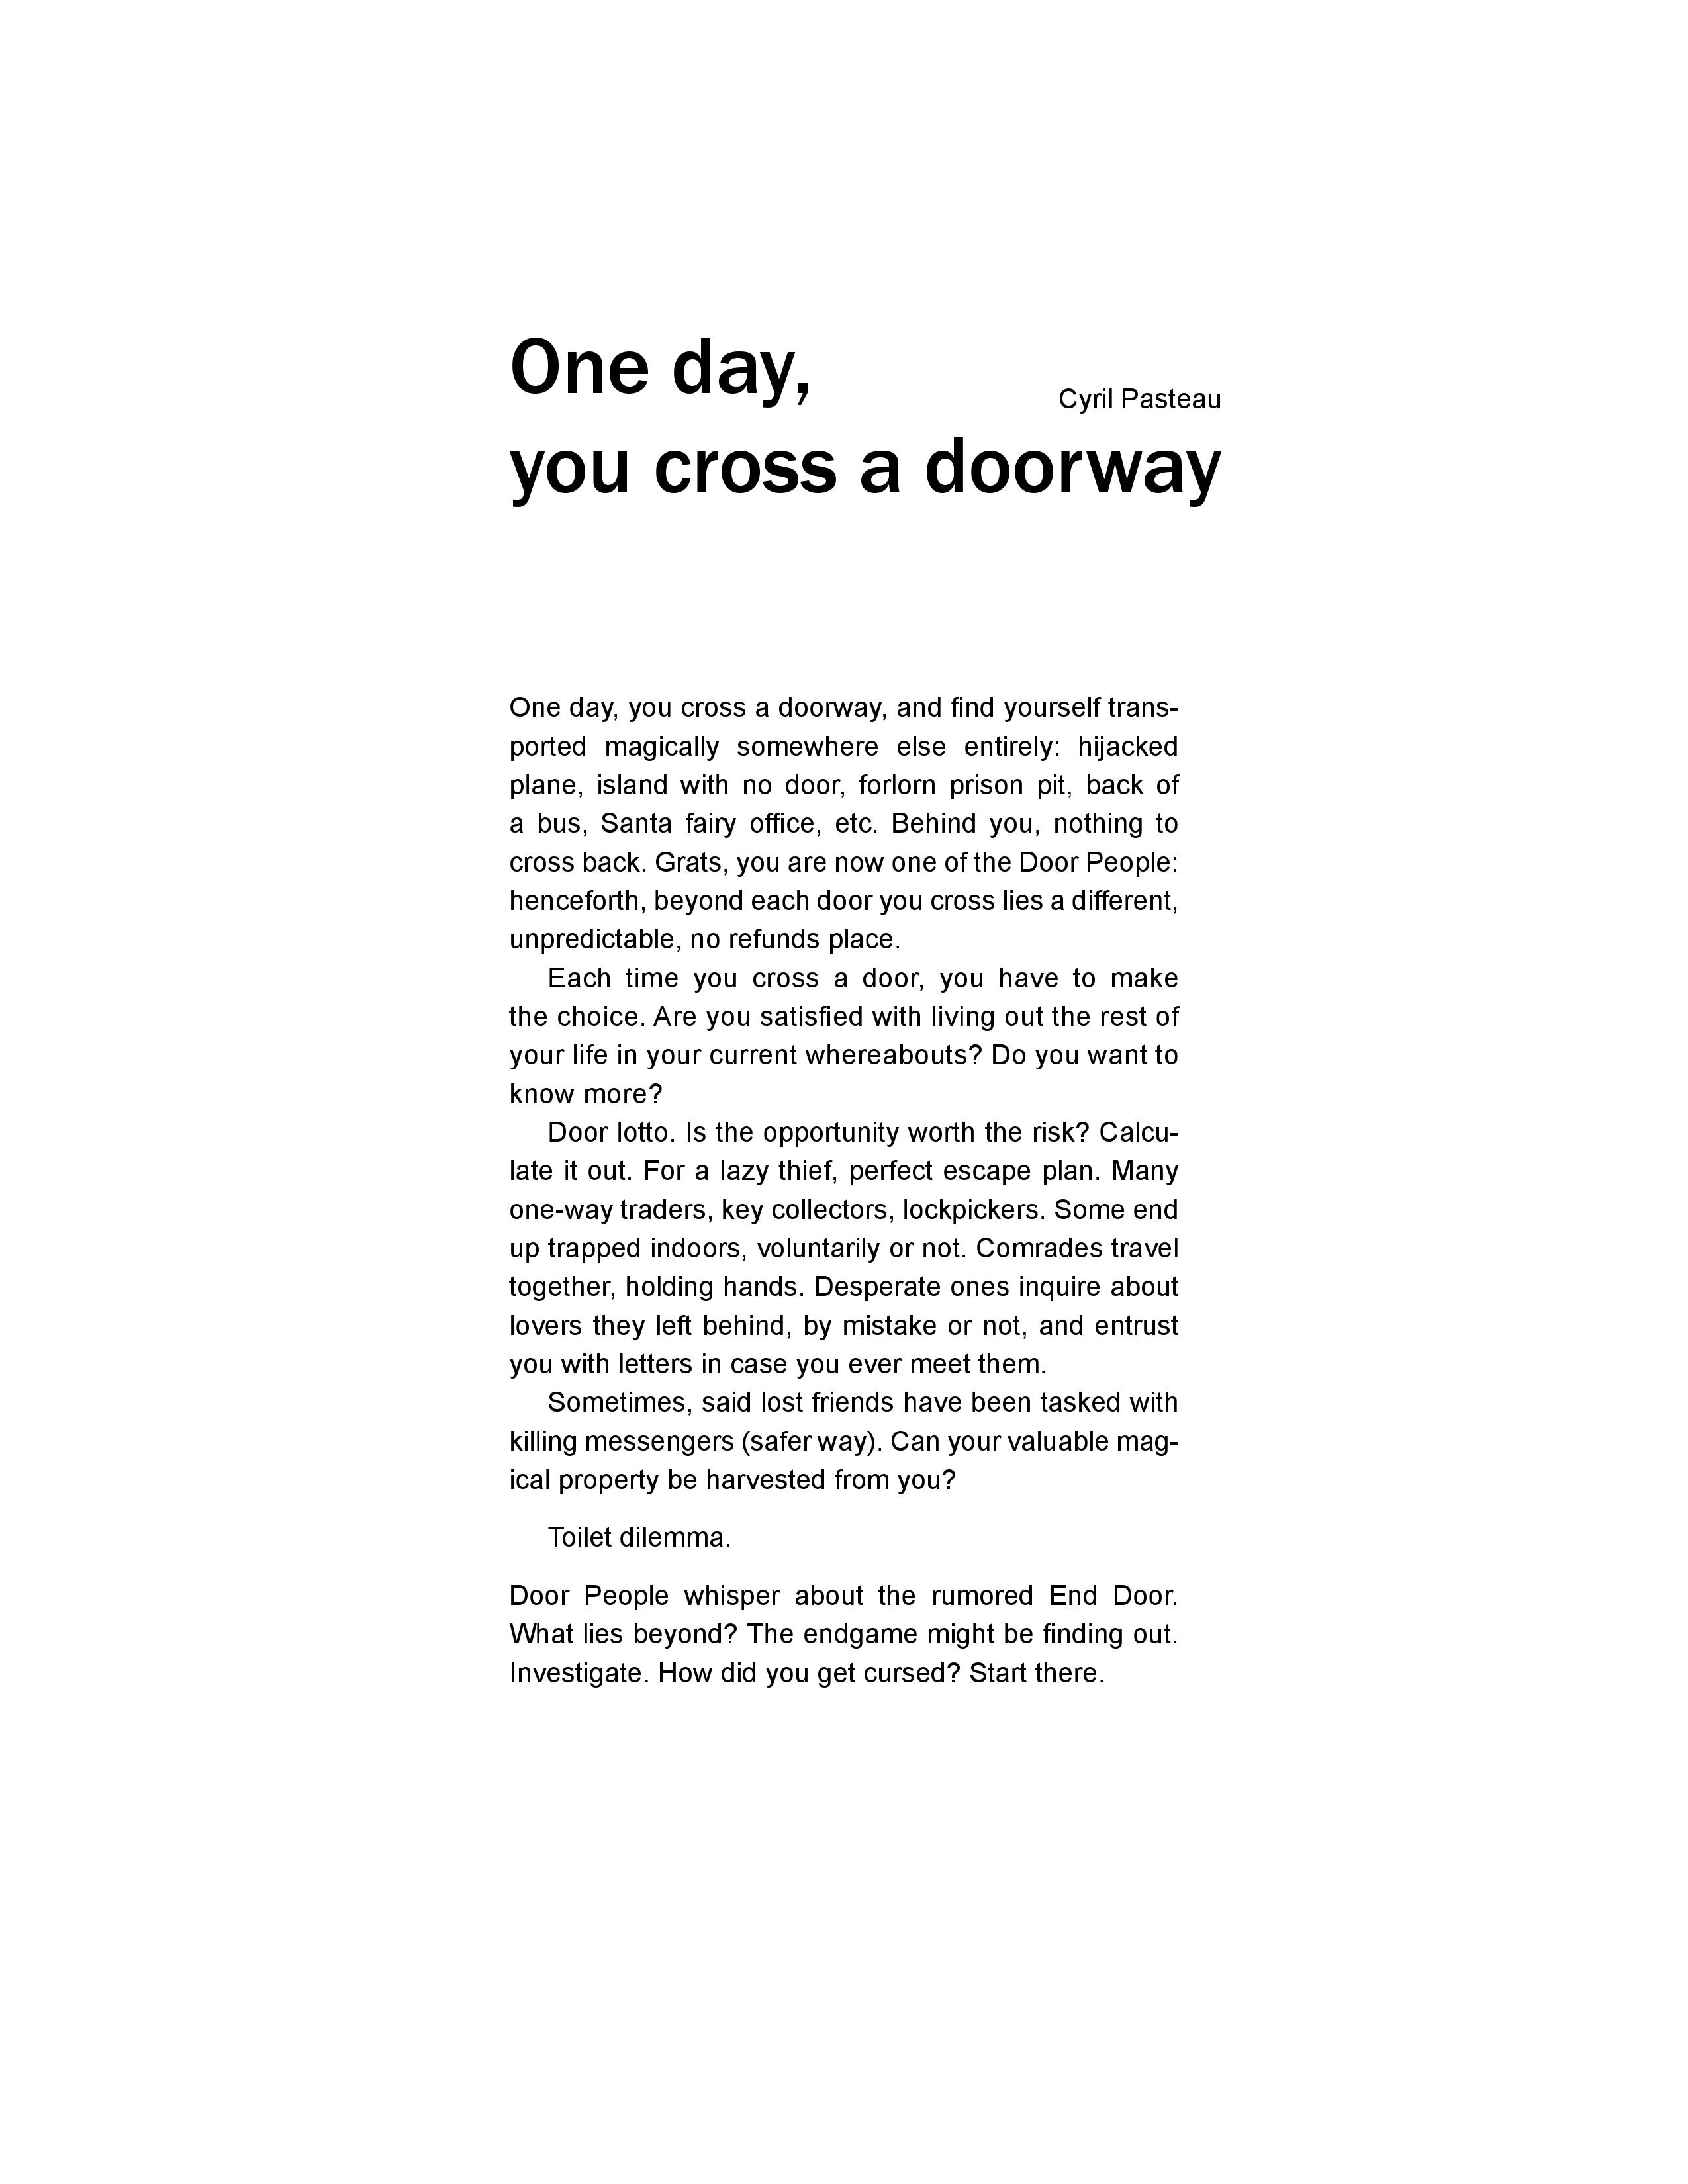 One day,
Cyril Pasteau
you cross a doorway
One day, you cross a doorway, and find yourself trans-
ported magically somewhere else entirely: hijacked
plane, island with no door, forlorn prison pit, back of
a bus, Santa fairy office, etc. Behind you, nothing to
cross back. Grats, you are now one of the Door People:
henceforth, beyond each door you cross lies a different,
unpredictable, no refunds place.
Each time you cross a door, you have to make
the choice. Are you satisfied with living out the rest of
your life in your current whereabouts? Do you want to
know more?
Door lotto. Is the opportunity worth the risk? Calcu-
late it out. For a lazy thief, perfect escape plan. Many
one-way traders, key collectors, lockpickers. Some end
up trapped indoors, voluntarily or not. Comrades travel
together, holding hands. Desperate ones inquire about
lovers they left behind, by mistake or not, and entrust
you with letters in case you ever meet them.
Sometimes, said lost friends have been tasked with
killing messengers (safer way). Can your valuable mag-
ical property be harvested from you?
Toilet dilemma.
Door People whisper about the rumored End Door.
What lies beyond? The endgame might be finding out.
Investigate. How did you get cursed? Start there.